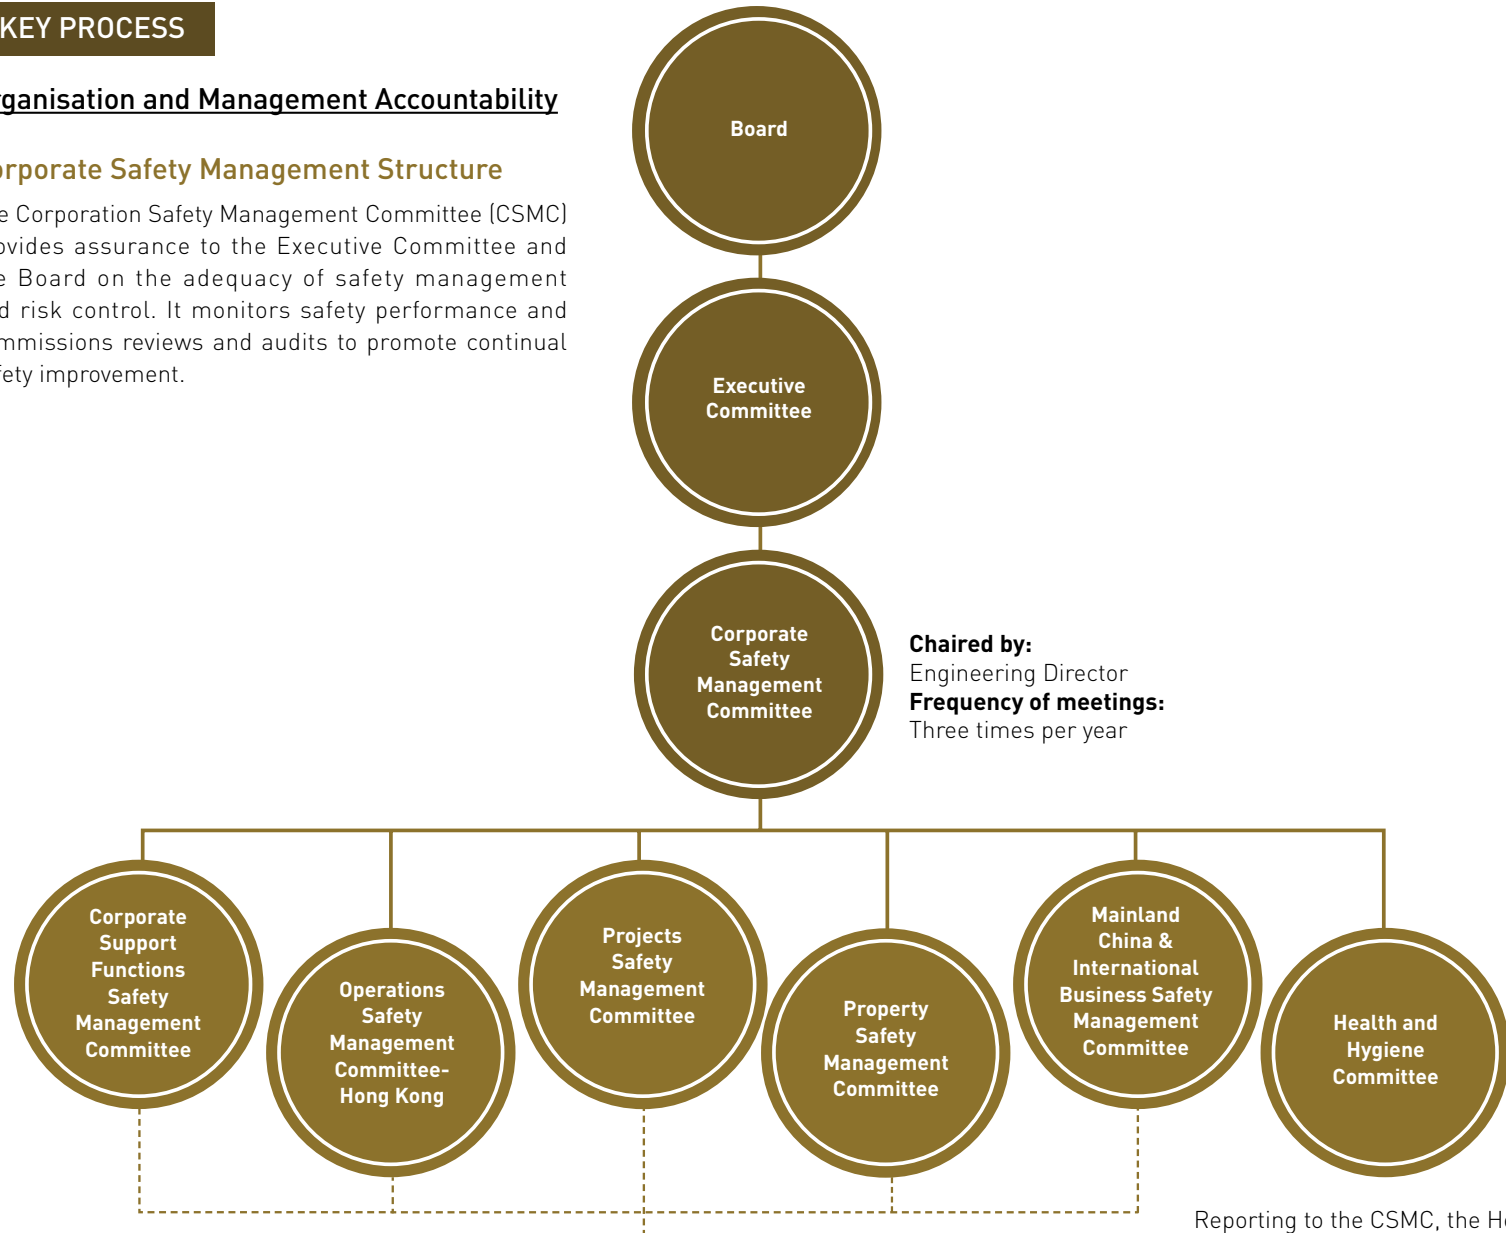 KEY PROCESS
rganisation and Management Accountability
orporate Safety Management Structure
e Corporation Safety Management Committee (CSMC)
ovides assurance to the Executive Committee and
e Board on the adequacy of safety management
d risk control. It monitors safety performance and
mmissions reviews and audits to promote continual
fety improvement.
Board
Executive
Committee
Corporate
Safety
Management
Committee
Chaired by:
Engineering Director
Frequency of meetings:
Three times per year
Corporate
Support
Functions
Safety
Management
Committee
Operations
Safety
Management
Committee-
Hong Kong
Projects
Safety
Management
Committee
Property
Safety
Management
Committee
Mainland
China &
International
Business Safety
Management
Committee
Health and
Hygiene
Committee
Reporting to the CSMC, the He